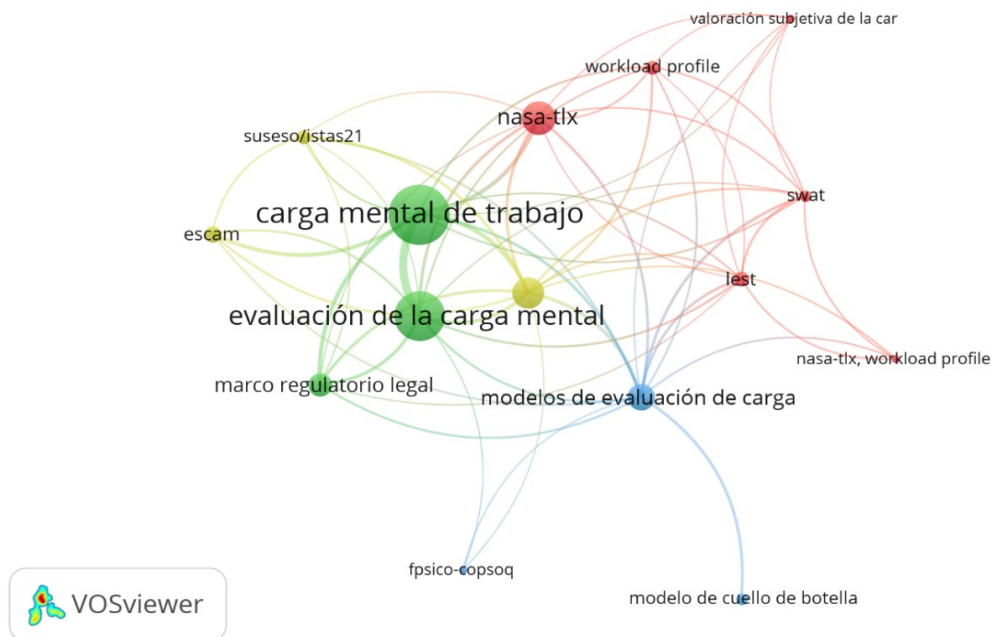 valoración subjetiva de la car
workload profile
nasa-tlx
suseso/istas21
swat
carga mental de trabajo
escam
lest
evaluación de la carga mental
nasa-tlx, workload profile
marco regulatorio legal
modelos de evaluación de carga
fpsico-copsoq
modelo de cuello de botella
VOSviewer